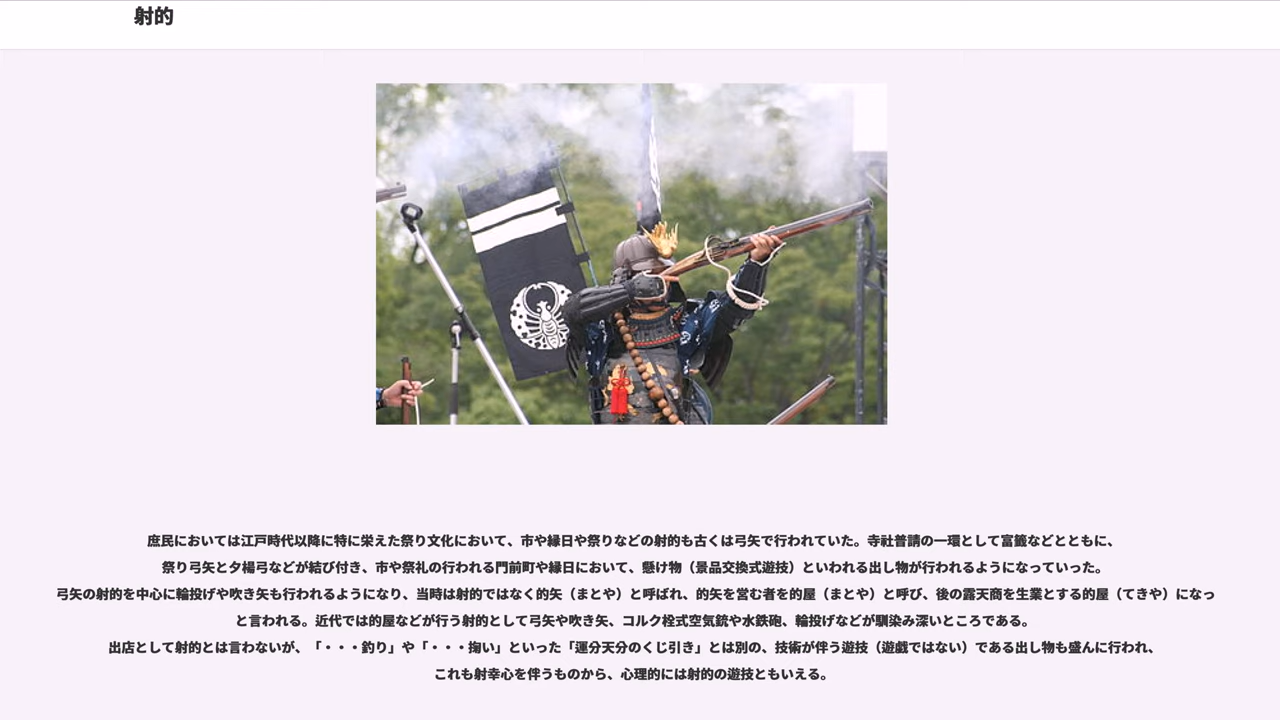 射的
庶民においては江戸時代以降に特に栄えた祭り文化において、市や縁日や祭りなどの射的も古くは弓矢で行われていた。寺社普請の一環として富籤などとともに、
祭り弓矢と夕楊弓などが結び付き、市や祭礼の行われる門前町や縁日において、懸け物（景品交換式遊技）といわれる出し物が行われるようになっていった。
弓矢の射的を中心に輪投げや吹き矢も行われるようになり、当時は射的ではなく的矢（まとや）と呼ばれ、的矢を営む者を的屋（まとや）と呼び、後の露天商を生業とする的屋（てきや）になっ
と言われる。近代では的屋などが行う射的として弓矢や吹き矢、コルク栓式空気銃や水鉄砲、輪投げなどが馴染み深いところである。
出店として射的とは言わないが、「・・・釣り」や「・・・掬い」といった「運分天分のくじ引き」とは別の、技術が伴う遊技（遊戯ではない）である出し物も盛んに行われ、
これも射幸心を伴うものから、心理的には射的の遊技ともいえる。